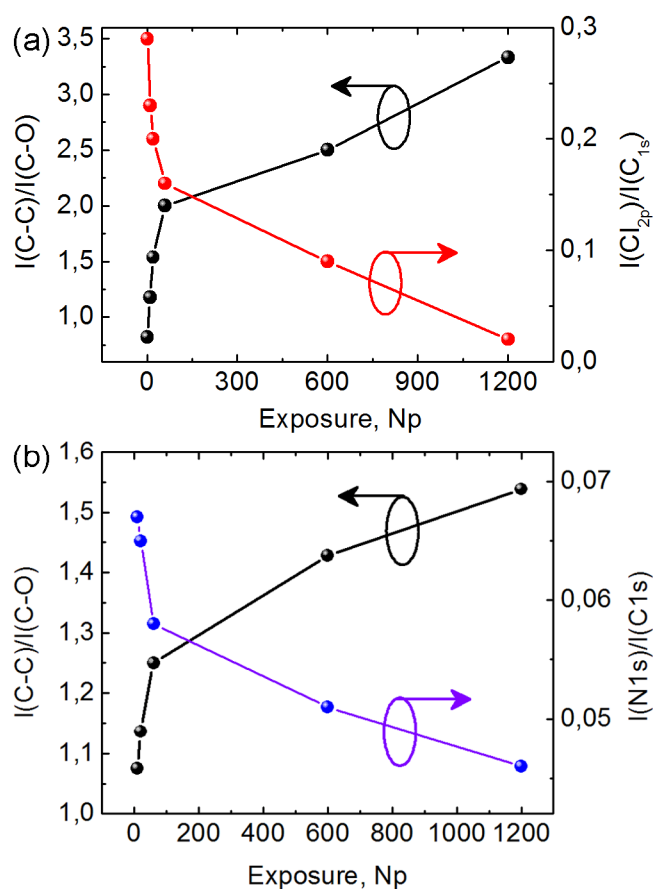 (a)
3,5
3,0
2,5
2,0
1,5
1,0
I(C-C)/I(C-O)
0,3
0,2
0,1
0,0
I(Cl2p)/I(C1s)
0 300 600 900 1200
Exposure, Np
(b)
1,6
1,5
1,4
1,3
1,2
1,1
1,0
I(C-C)/I(C-O)
0,07
0,06
0,05
I(N1s)/I(C1s)
0 200 400 600 800 1000 1200
Exposure, Np